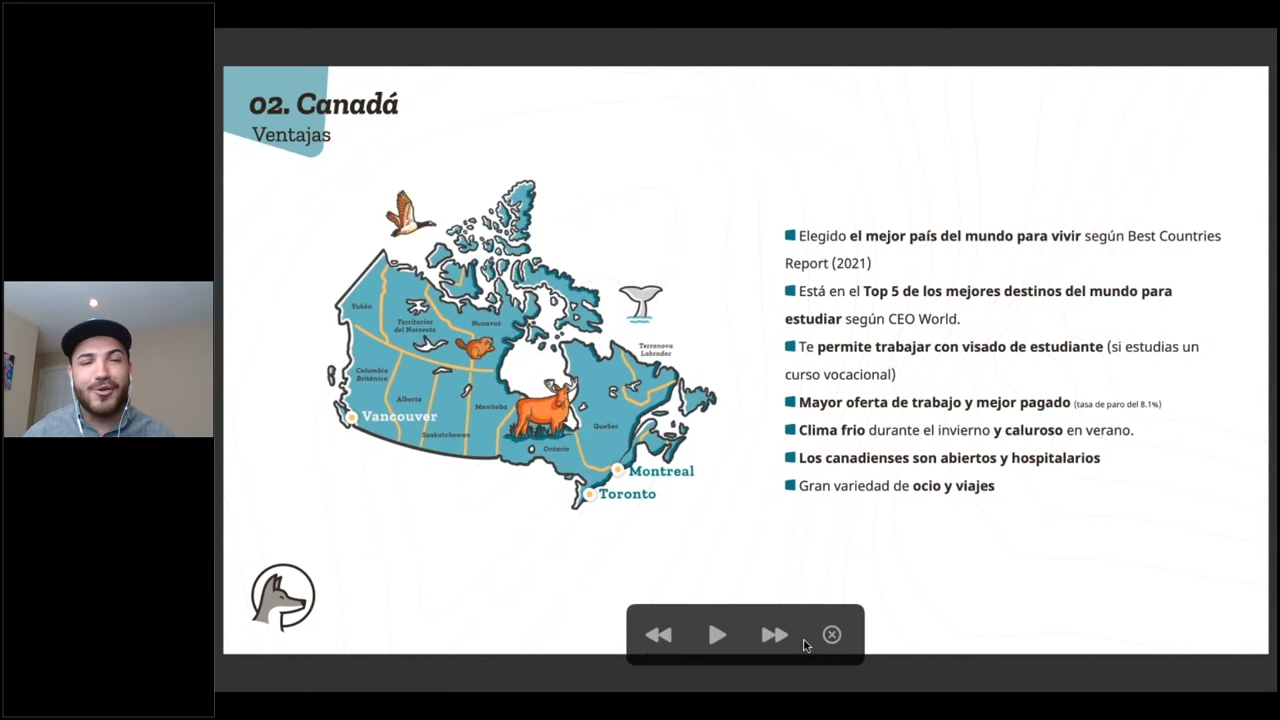 02. Canadá
Ventajas
Yukón
Territorios
del Noroeste
Nunavut
Terranova
Labrador
Columbia
Británica
Alberta
Manitoba
Vancouver
Quebec
Saskatchewan
Ontario
Montreal
Toronto
Elegido el mejor país del mundo para vivir según Best Countries
Report (2021)
Está en el Top 5 de los mejores destinos del mundo para
estudiar según CEO World.
Te permite trabajar con visado de estudiante (si estudias un
curso vocacional)
Mayor oferta de trabajo y mejor pagado (tasa de paro del 8.1%)
Clima frio durante el invierno y caluroso en verano.
Los canadienses son abiertos y hospitalarios
Gran variedad de ocio y viajes